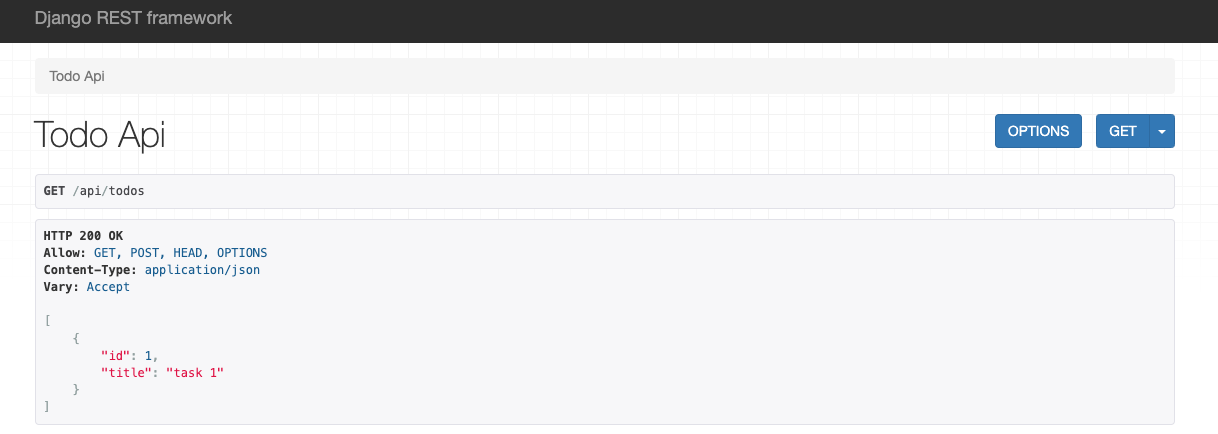 Django REST framework
Todo Api
Todo Api
OPTIONS
GET
GET /api/todos
HTTP 200 OK
Allow: GET, POST, HEAD, OPTIONS
Content-Type: application/json
Vary: Accept
[
    {
        "id": 1,
        "title": "task 1"
    }
]